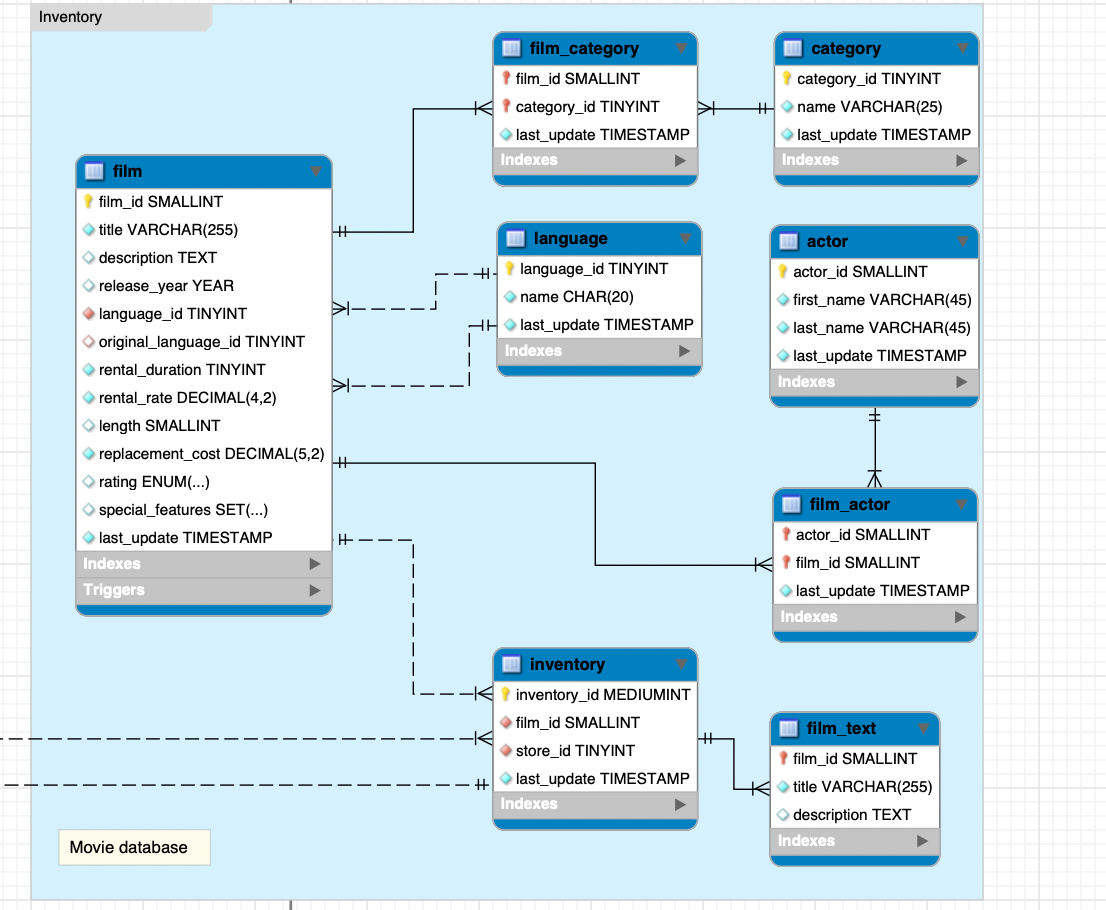 Inventory
film_category
film_id SMALLINT
category_id TINYINT
last_update TIMESTAMP
Indexes
category
category_id TINYINT
name VARCHAR(25)
last_update TIMESTAMP
Indexes
film
film_id SMALLINT
title VARCHAR(255)
description TEXT
release_year YEAR
language_id TINYINT
original_language_id TINYINT
rental_duration TINYINT
rental_rate DECIMAL(4,2)
length SMALLINT
replacement_cost DECIMAL(5,2)
rating ENUM(...)
special_features SET(...)
last_update TIMESTAMP
Indexes
Triggers
language
language_id TINYINT
name CHAR(20)
last_update TIMESTAMP
Indexes
actor
actor_id SMALLINT
first_name VARCHAR(45)
last_name VARCHAR(45)
last_update TIMESTAMP
Indexes
film_actor
actor_id SMALLINT
film_id SMALLINT
last_update TIMESTAMP
Indexes
inventory
inventory_id MEDIUMINT
film_id SMALLINT
store_id TINYINT
last_update TIMESTAMP
Indexes
film_text
film_id SMALLINT
title VARCHAR(255)
description TEXT
Indexes
Movie database